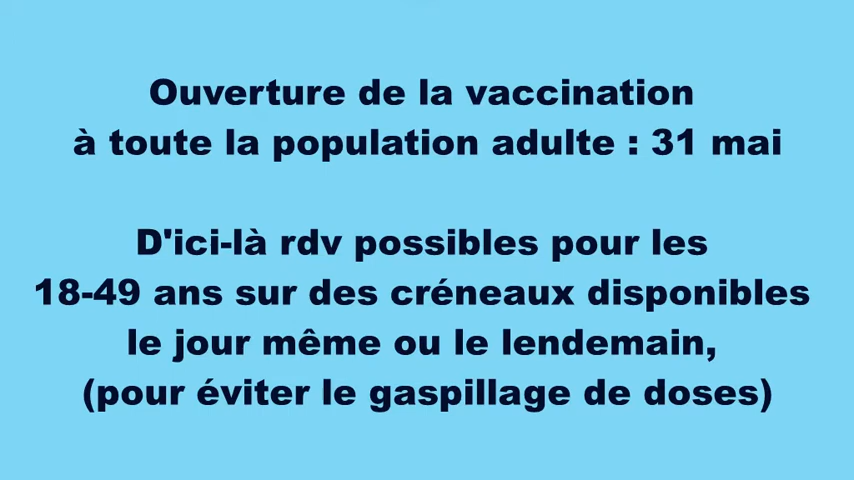 Ouverture de la vaccination
à toute la population adulte : 31 mai
D'ici-là rdv possibles pour les
18-49 ans sur des créneaux disponibles
le jour même ou le lendemain,
(pour éviter le gaspillage de doses)